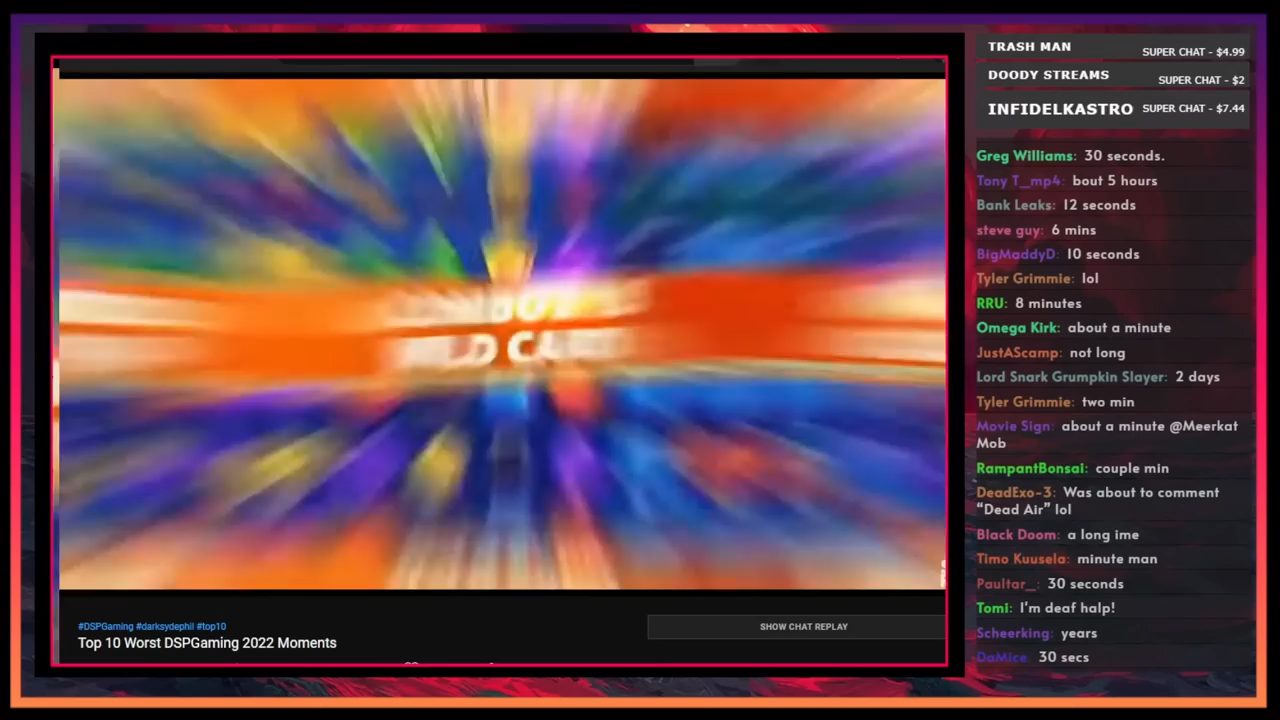 TRASH MAN
SUPER CHAT - $4.99
DOODY STREAMS
SUPER CHAT - $2
INFIDELKASTRO
SUPER CHAT - $7.44
Greg Williams: 30 seconds.
Tony T_mp4: bout 5 hours
Bank Leaks: 12 seconds
steve guy: 6 mins
BigMaddyD: 10 seconds
Tyler Grimmie: lol
RRU: 8 minutes
Omega Kirk: about a minute
JustAScamp: not long
Lord Snark Grumpkin Slayer: 2 days
Tyler Grimmie: two min
Movie Sign: about a minute @Meerkat
Mob
RampantBonsai: couple min
DeadExo-3: Was about to comment
“Dead Air” lol
Black Doom: a long ime
Timo Kuusela: minute man
Paultar_: 30 seconds
Tomi: I'm deaf halp!
Scheerking: years
DaMice: 30 secs
#DSPGaming #darksydephil #top10
Top 10 Worst DSPGaming 2022 Moments
SHOW CHAT REPLAY